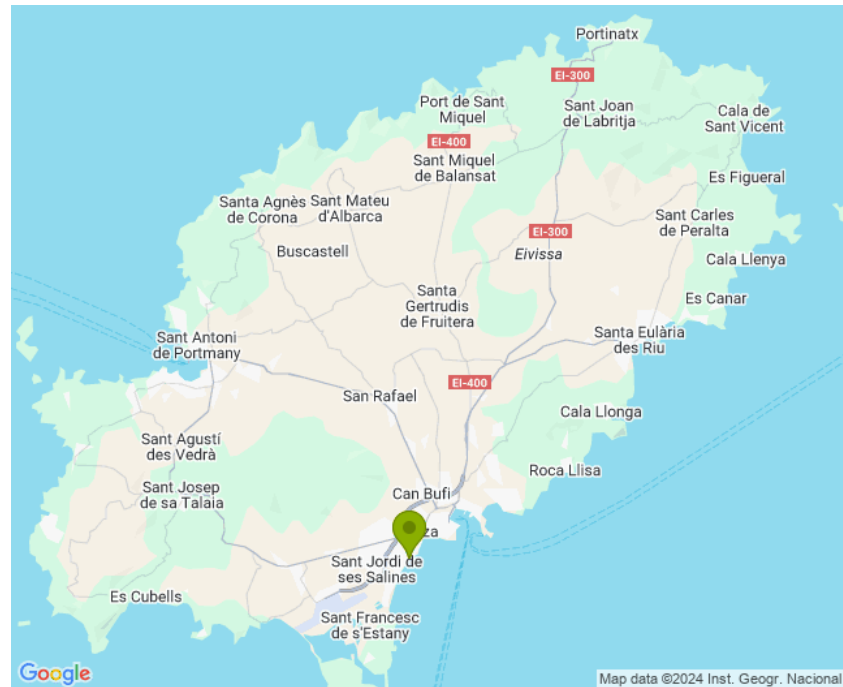 Portinatx
EI-300
Port de Sant
Miquel
Sant Joan
de Labritja
Cala de
Sant Vicent
EI-400
Sant Miquel
de Balansat
Es Figueral
Santa Agnès
de Corona
Sant Mateu
d'Albarca
Sant Carles
de Peralta
EI-300
Buscastell
Eivissa
Cala Llenya
Santa
Gertrudis
de Fruitera
Es Canar
Sant Antoni
de Portmany
Santa Eulària
des Riu
EI-400
San Rafael
Cala Llonga
Sant Agustí
des Vedrà
Roca Llisa
Sant Josep
de sa Talaia
Can Bufi
za
Sant Jordi de
ses Salines
Es Cubells
Sant Francesc
de s'Estany
Google
Map data ©2024 Inst. Geogr. Nacional